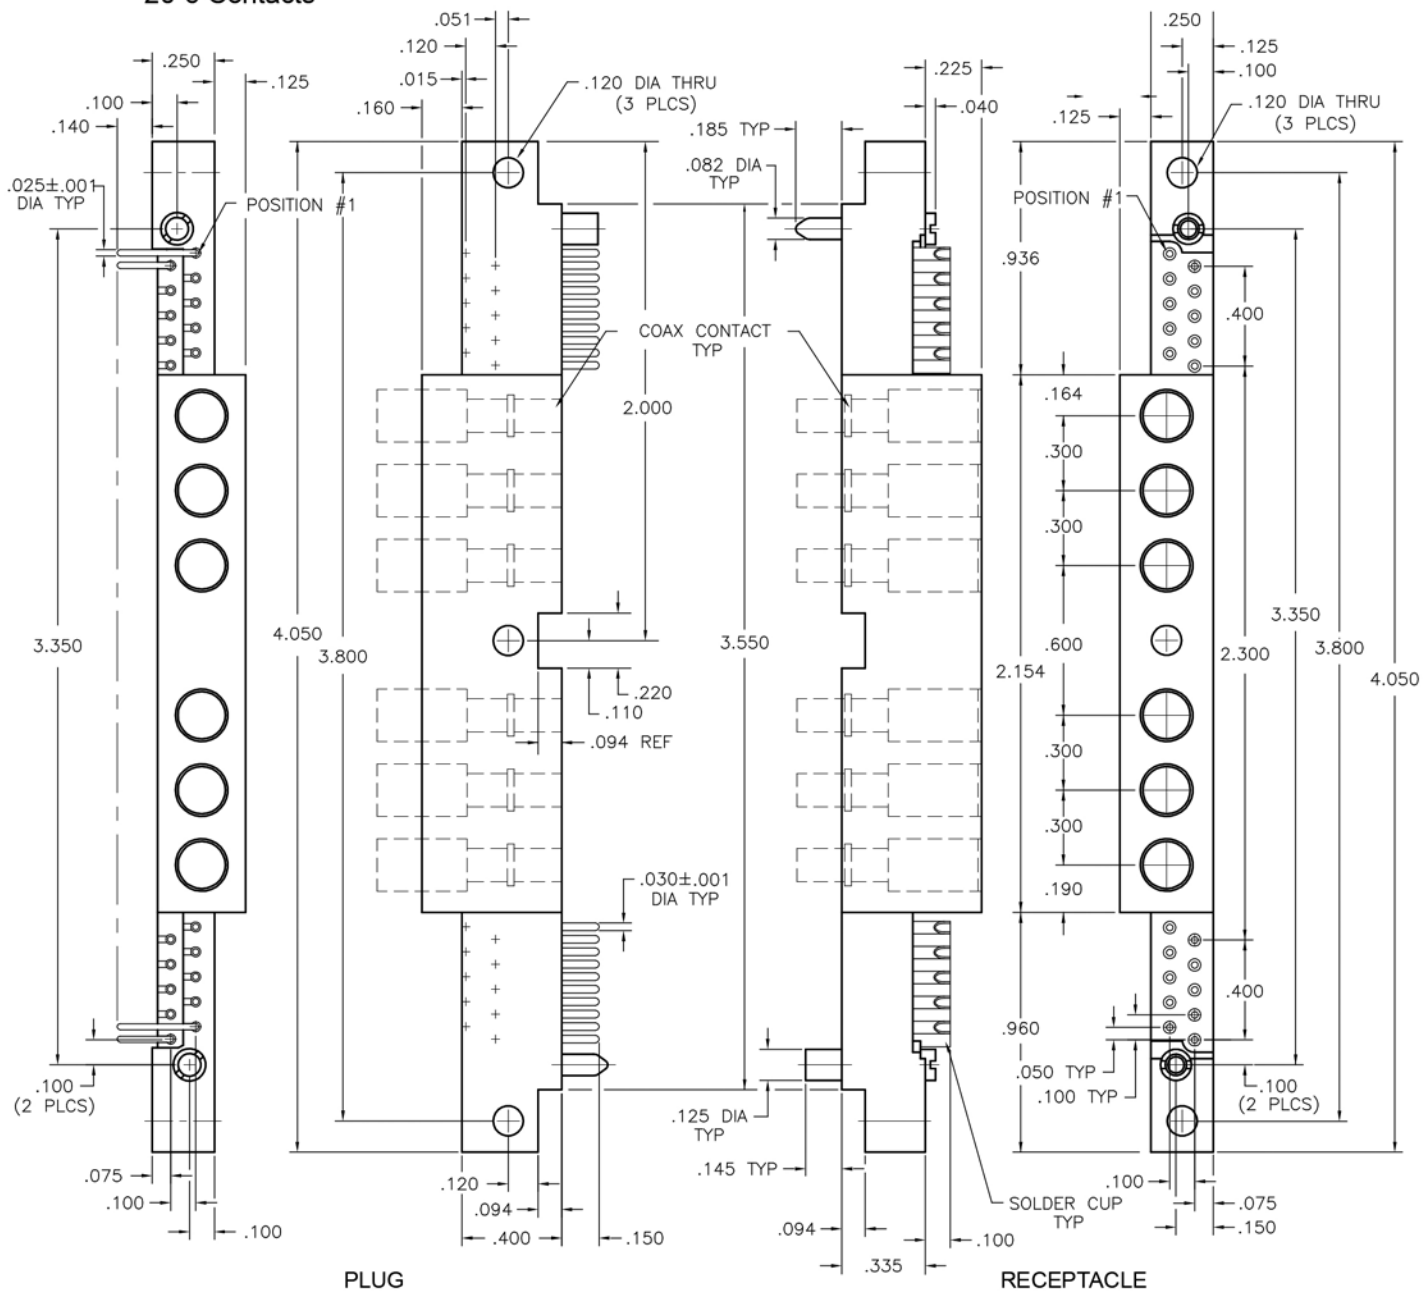 .051
.250
.120
.250
.125
.015
.120 DIA THRU
(3 PLCS)
.225
.100
.125
.100
.160
.040
.120 DIA THRU
(3 PLCS)
.140
.185 TYP
.125
.082 DIA
TYP
.025±.001
DIA TYP
POSITION #1
POSITION #1
.936
.400
COAX CONTACT
TYP
.164
2.000
.300
.300
3.350
4.050
3.800
3.550
.600
3.350
3.800
2.300
2.154
4.050
.220
.110
.094 REF
.300
.300
.030±.001
DIA TYP
.190
.400
.960
.050 TYP
.100 TYP
.100
(2 PLCS)
.100
(2 PLCS)
.125 DIA
TYP
.145 TYP
.075
.120
.100
.100
.094
SOLDER CUP
TYP
.075
.094
.150
.100
.400
.150
.100
.335
PLUG
RECEPTACLE